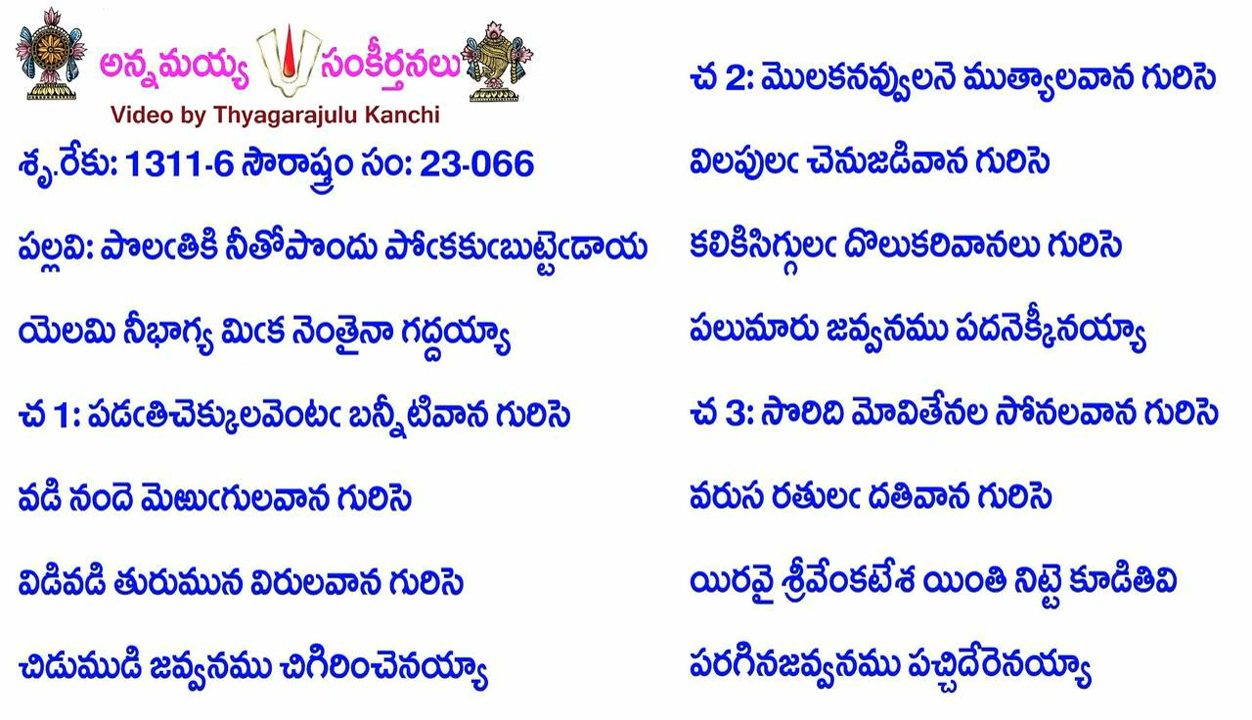 అన్నమయ్య సంకీర్తనలు
Video by Thyagarajulu Kanchi
శృ.రేకు: 1311-6 సౌరాష్ట్రం సం: 23-066
పల్లవి: పొలఁతికి నీతోపొందు పోఁకకుఁబుట్టెఁడాయ
యెలమి నీభాగ్య మిఁక నెంతైనా గద్దయ్యా
చ 1: పడఁతిచెక్కులవెంటఁ బన్నీటివాన గురిసె
వడి నందె మెఱుఁగులవాన గురిసె
విడివడి తురుమున విరులవాన గురిసె
చిడుముడి జవ్వనము చిగిరించెనయ్యా
చ 2: మొలకనవ్వులనె ముత్యాలవాన గురిసె
విలపులఁ చెనుజడివాన గురిసె
కలికిసిగ్గులఁ దొలుకరివానలు గురిసె
పలుమారు జవ్వనము పదనెక్కీనయ్యా
చ 3: సొరిది మోవితేనల సోనలవాన గురిసె
వరుస రతులఁ దతివాన గురిసె
యిరవై శ్రీవేంకటేశ యింతి నిట్టె కూడితివి
పరగినజవ్వనము పచ్చిదేరెనయ్యా